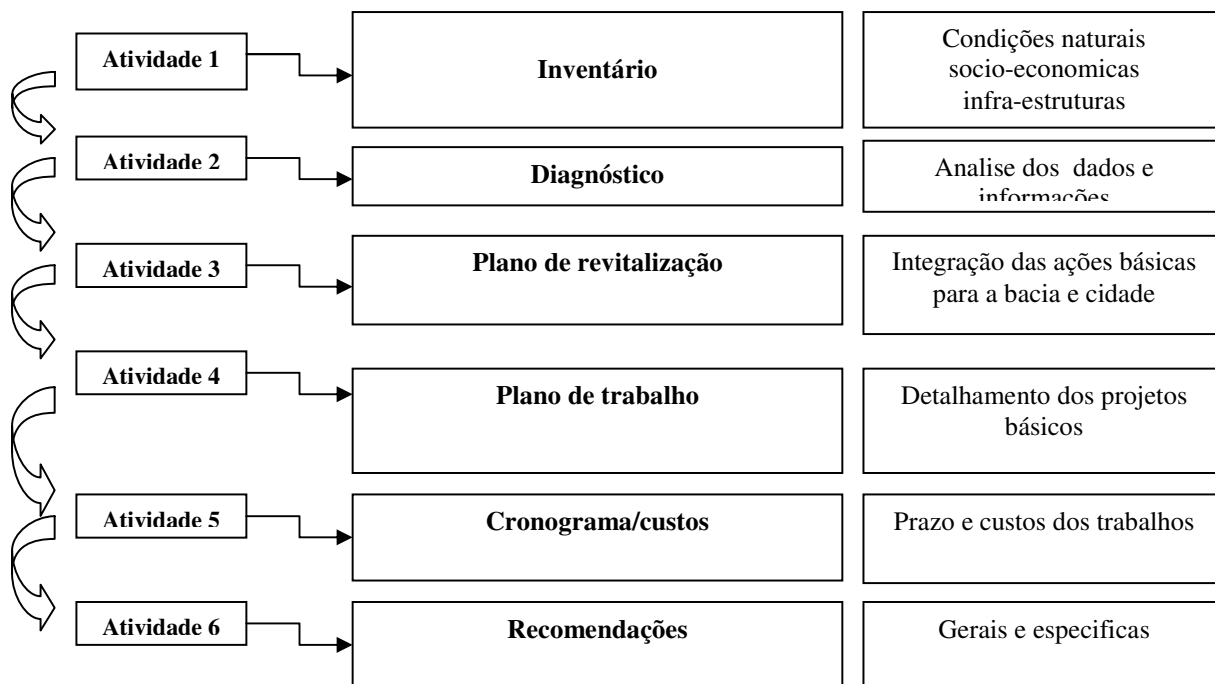 Atividade 1
Inventário
Condições naturais
socio-economicas
infra-estruturas
Atividade 2
Diagnóstico
Analise dos dados e
informações
Atividade 3
Plano de revitalização
Integração das ações básicas
para a bacia e cidade
Atividade 4
Plano de trabalho
Detalhamento dos projetos
básicos
Atividade 5
Cronograma/custos
Prazo e custos dos trabalhos
Atividade 6
Recomendações
Gerais e especificas